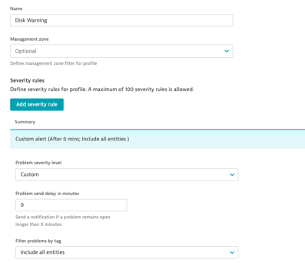 Name
Disk Warning
Management zone
Optional
Define management zone filter for profile
Severity rules
Define severity rules for profile. A maximum of 100 severity rules is allowed.
Add severity rule
Summary
Custom alert (After 0 mins; Include all entities )
Problem severity level
Custom
Problem send delay in minutes
0
Send a notification if a problem remains open
longer than X minutes.
Filter problems by tag
Include all entities